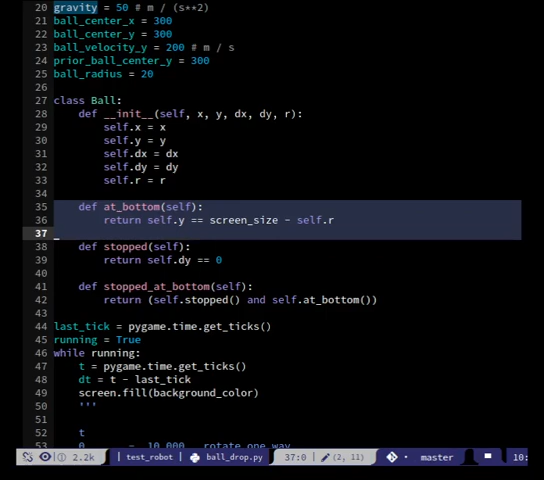 20 gravity = 50 # m / (s**2)
21 ball_center_x = 300
22 ball_center_y = 300
23 ball_velocity_y = 200 # m / s
24 prior_ball_center_y = 300
25 ball_radius = 20
26
27 class Ball:
28     def __init__(self, x, y, dx, dy, r):
29         self.x = x
30         self.y = y
31         self.dx = dx
32         self.dy = dy
33         self.r = r
34
35     def at_bottom(self):
36         return self.y == screen_size - self.r
37
38     def stopped(self):
39         return self.dy == 0
40
41     def stopped_at_bottom(self):
42         return (self.stopped() and self.at_bottom())
43
44 last_tick = pygame.time.get_ticks()
45 running = True
46 while running:
47     t = pygame.time.get_ticks()
48     dt = t - last_tick
49     screen.fill(background_color)
50     '''
51
52     t
53     0       - 10,000   rotate one way
2.2k | test_robot ball_drop.py 37:0 (2, 11) master 10: